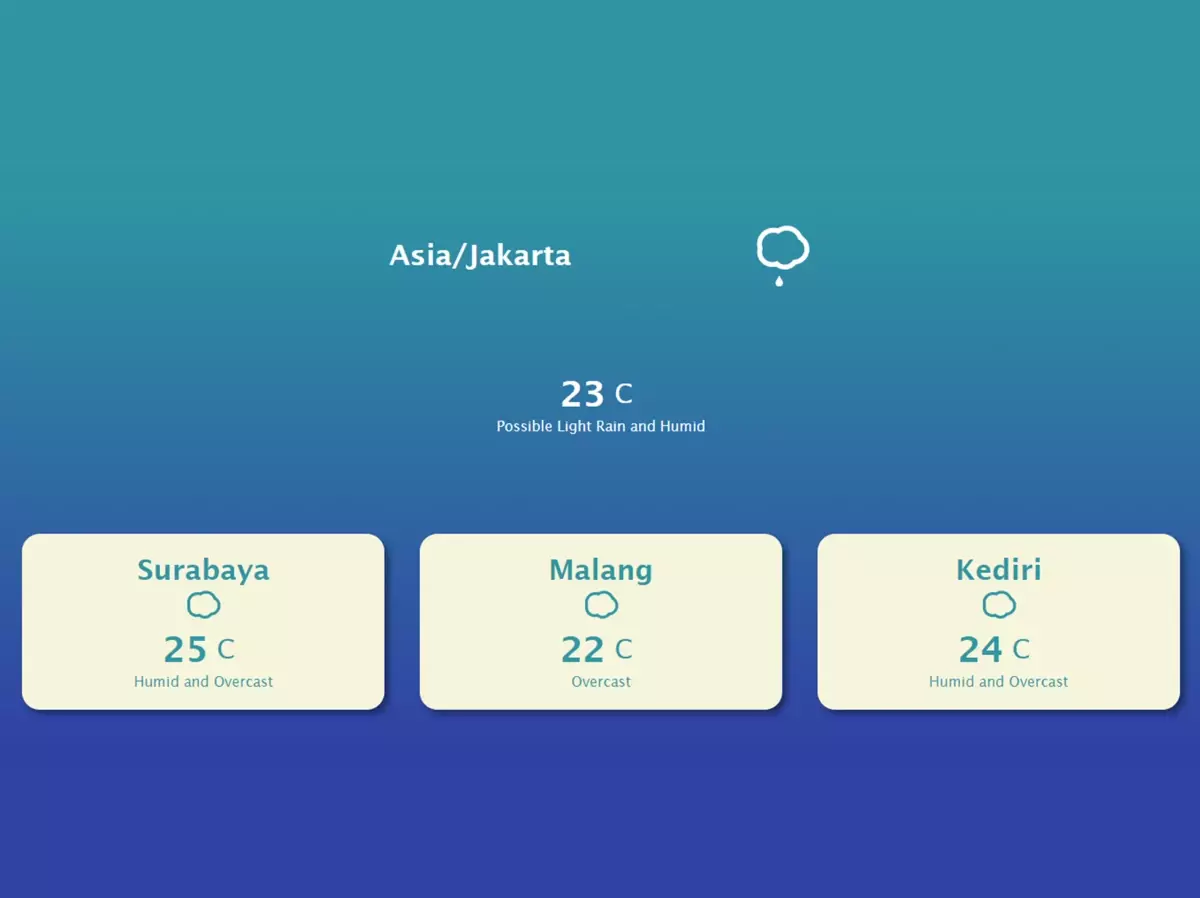 Asia/Jakarta
23 C
Possible Light Rain and Humid
Surabaya
25 C
Humid and Overcast
Malang
22 C
Overcast
Kediri
24 C
Humid and Overcast